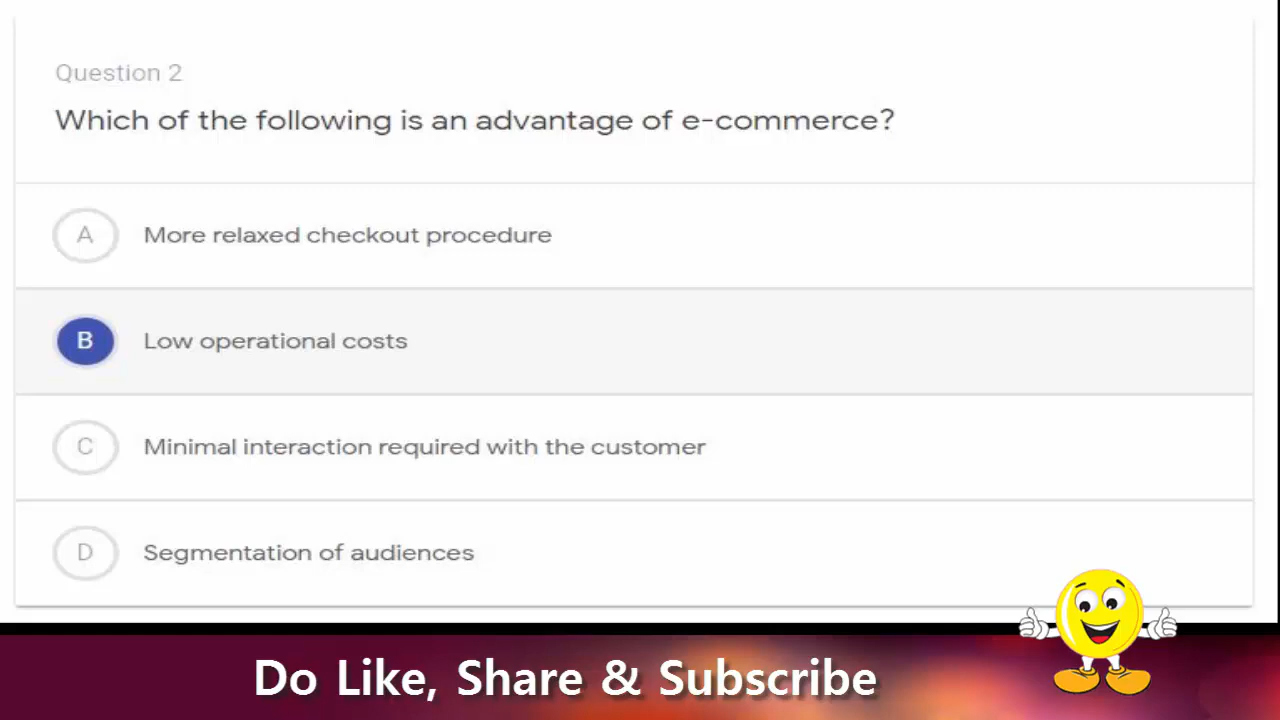 Question 2
Which of the following is an advantage of e-commerce?
A More relaxed checkout procedure
B Low operational costs
C Minimal interaction required with the customer
D Segmentation of audiences
Do Like, Share & Subscribe